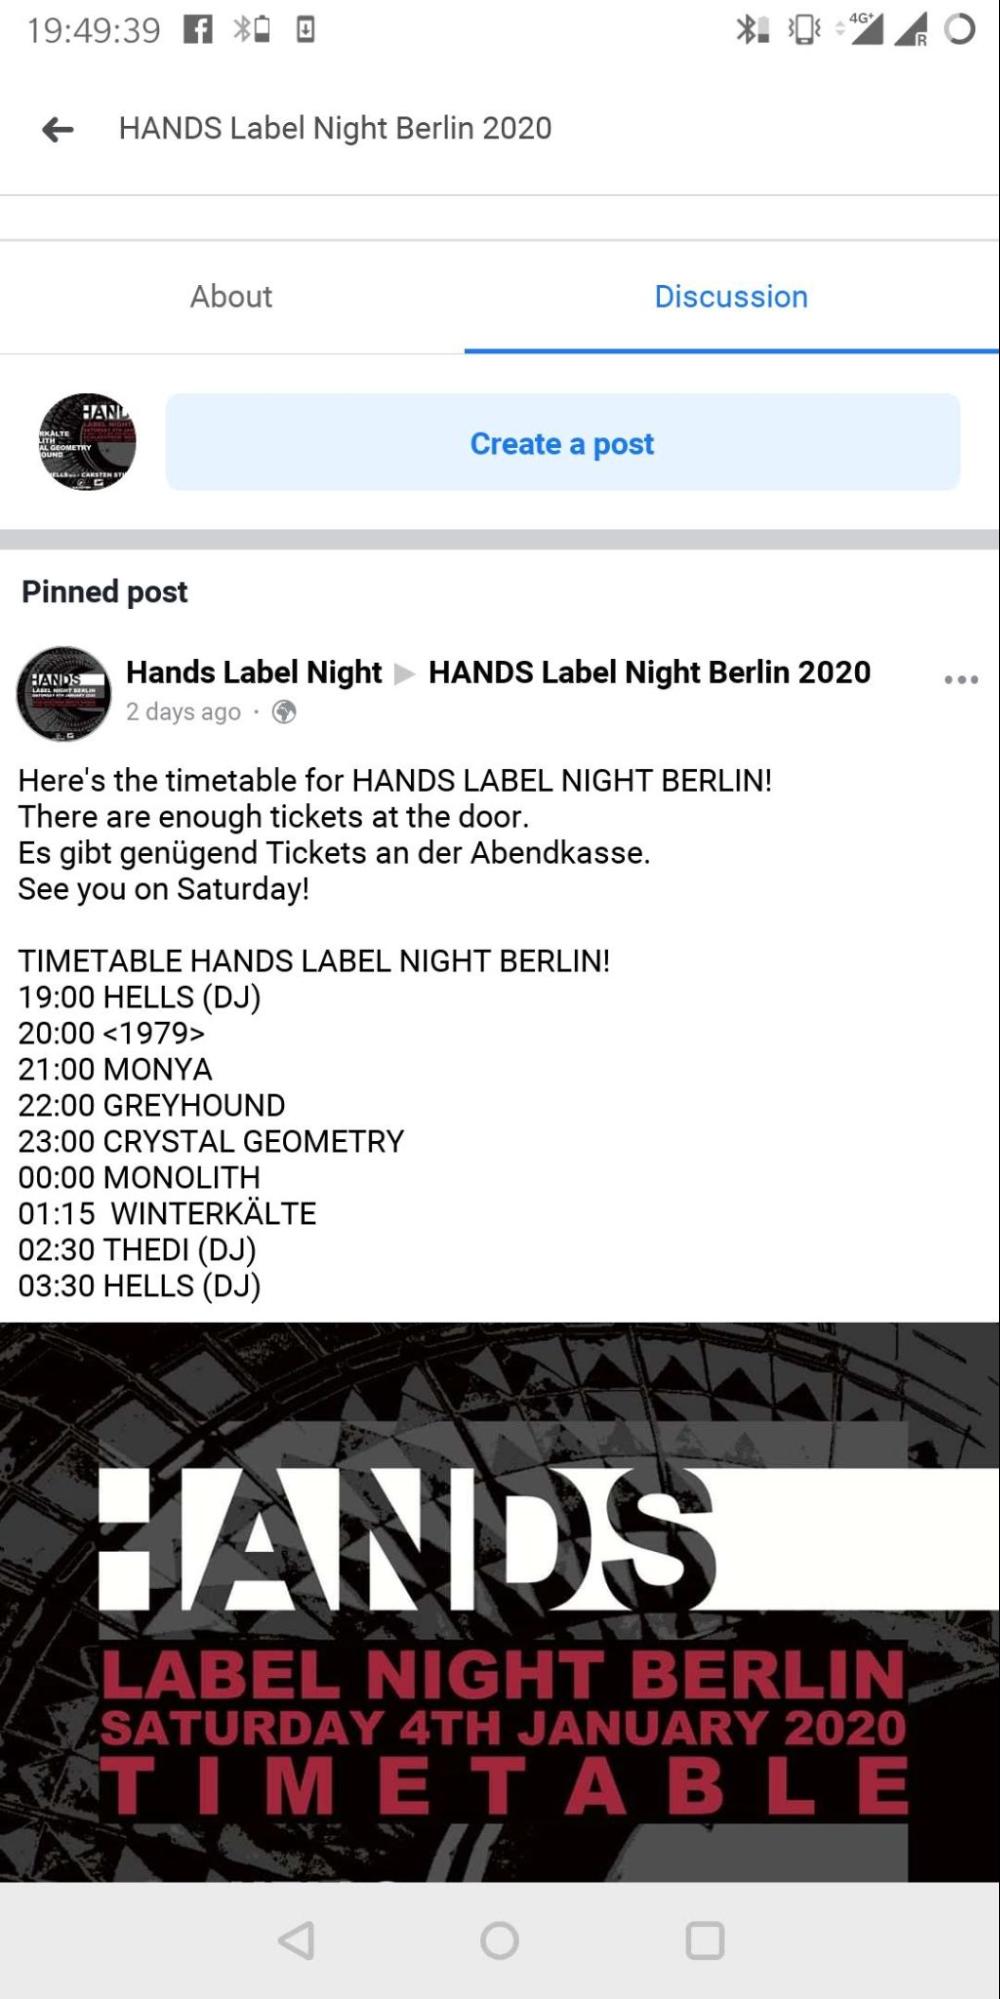 19:49:39
4G+
R
HANDS Label Night Berlin 2020
About
Discussion
Create a post
Pinned post
Hands Label Night ▶ HANDS Label Night Berlin 2020
2 days ago ·
Here's the timetable for HANDS LABEL NIGHT BERLIN!
There are enough tickets at the door.
Es gibt genügend Tickets an der Abendkasse.
See you on Saturday!
TIMETABLE HANDS LABEL NIGHT BERLIN!
19:00 HELLS (DJ)
20:00 <1979>
21:00 MONYA
22:00 GREYHOUND
23:00 CRYSTAL GEOMETRY
00:00 MONOLITH
01:15  WINTERKÄLTE
02:30 THEDI (DJ)
03:30 HELLS (DJ)
HANDS
LABEL NIGHT BERLIN
SATURDAY 4TH JANUARY 2020
TIMETABLE